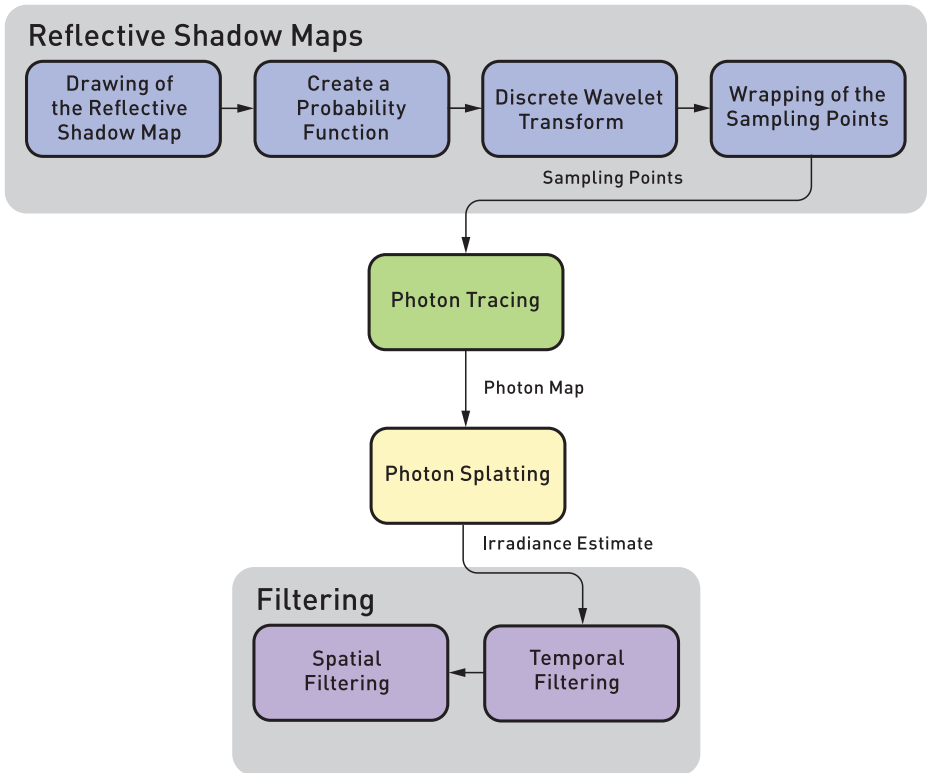 Reflective Shadow Maps
Drawing of
the Reflective
Shadow Map
Create a
Probability
Function
Discrete Wavelet
Transform
Wrapping of the
Sampling Points
Sampling Points
Photon Tracing
Photon Map
Photon Splatting
Irradiance Estimate
Filtering
Spatial
Filtering
Temporal
Filtering